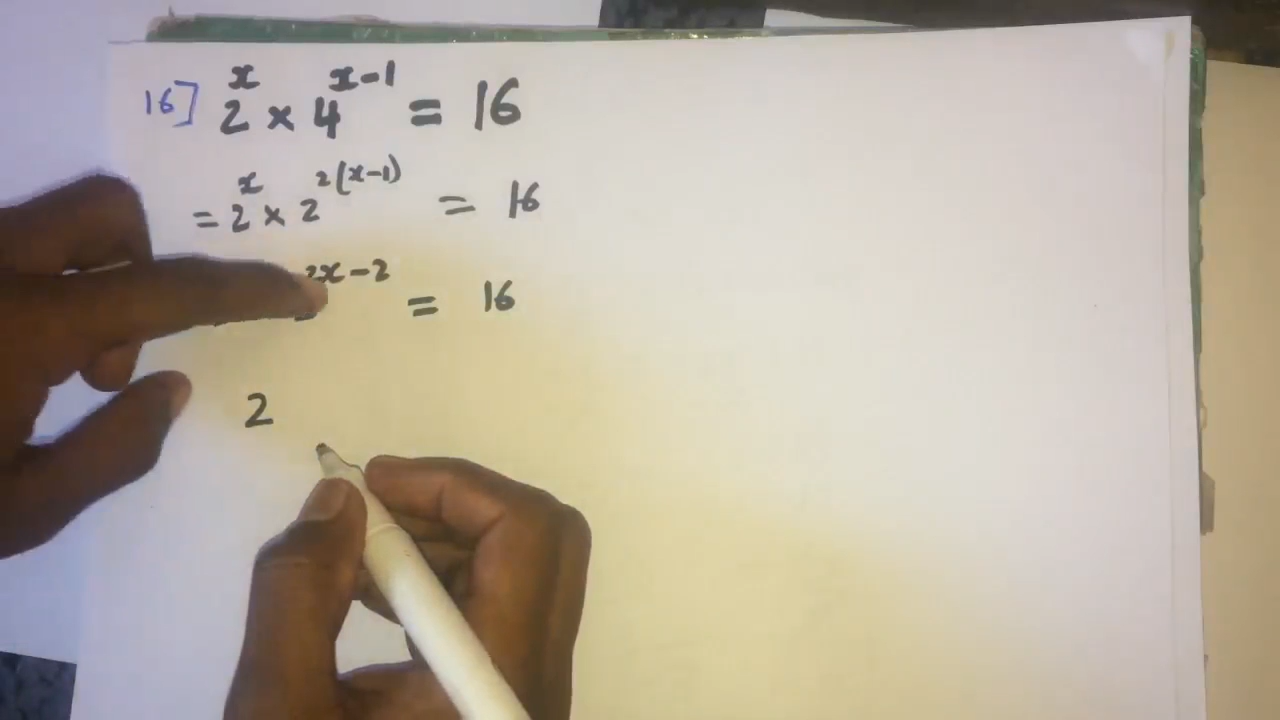 16] 2^x × 4^(x-1) = 16
= 2^x × 2^2(x-1) = 16
2x-2 = 16
2